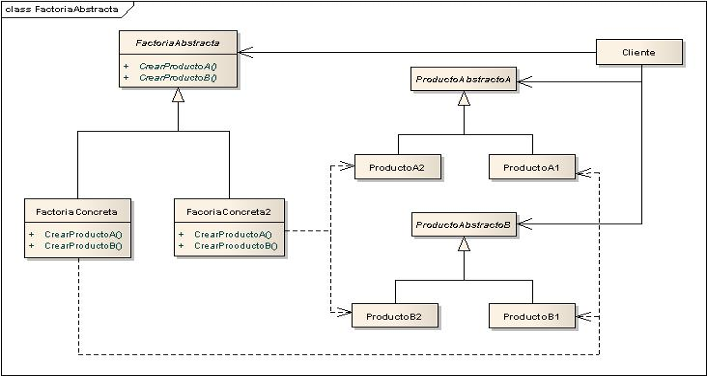 class FactoriaAbstracta
FactoriaAbstracta
+ CrearProductoA()
+ CrearProductoB()
Cliente
ProductoAbstractoA
ProductoA2
ProductoA1
FactoriaConcreta
+ CrearProductoA()
+ CrearProductoB()
FacoriaConcreta2
+ CrearProductoA()
+ CrearProoductoB()
ProductoAbstractoB
ProductoB2
ProductoB1